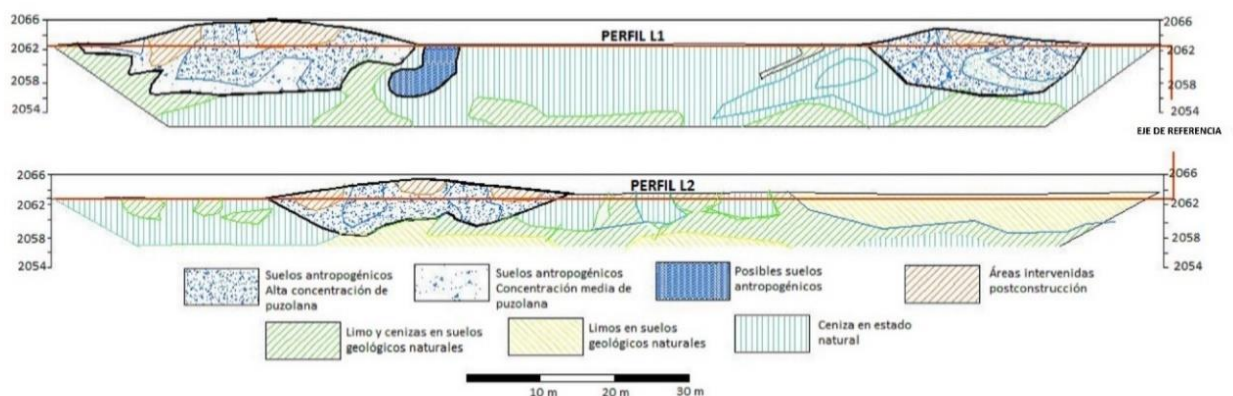 2066
2062
2058
2054
PERFIL L1
2066
2062
2058
2054
EJE DE REFERENCIA
2066
2062
2058
2054
PERFIL L2
2066
2062
2058
2054
Suelos antropogénicos
Alta concentración de
puzolana
Suelos antropogénicos
Concentración media de
puzolana
Posibles suelos
antropogénicos
Áreas intervenidas
postconstrucción
Limo y cenizas en suelos
geológicos naturales
Limos en suelos
geológicos naturales
Ceniza en estado
natural
10 m 20 m 30 m